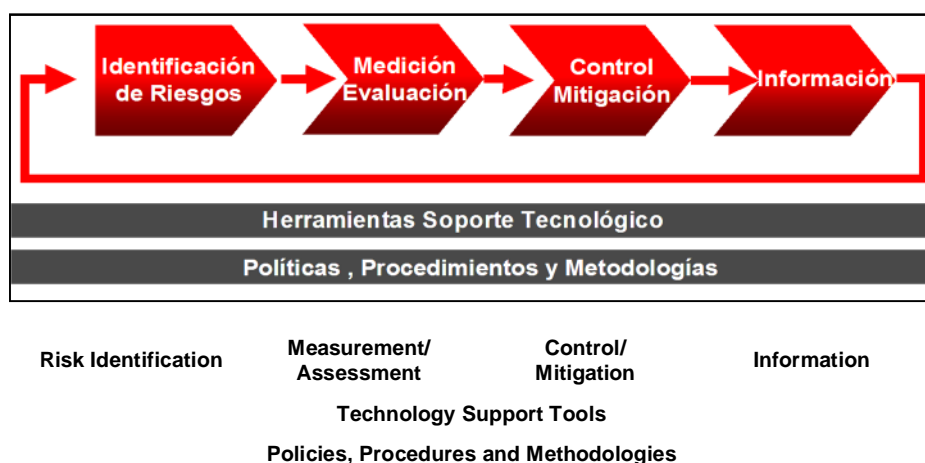 Identificación
de Riesgos
Medición
Evaluación
Control
Mitigación
Información
Herramientas Soporte Tecnológico
Políticas , Procedimientos y Metodologías
Risk Identification
Measurement/
Assessment
Control/
Mitigation
Information
Technology Support Tools
Policies, Procedures and Methodologies